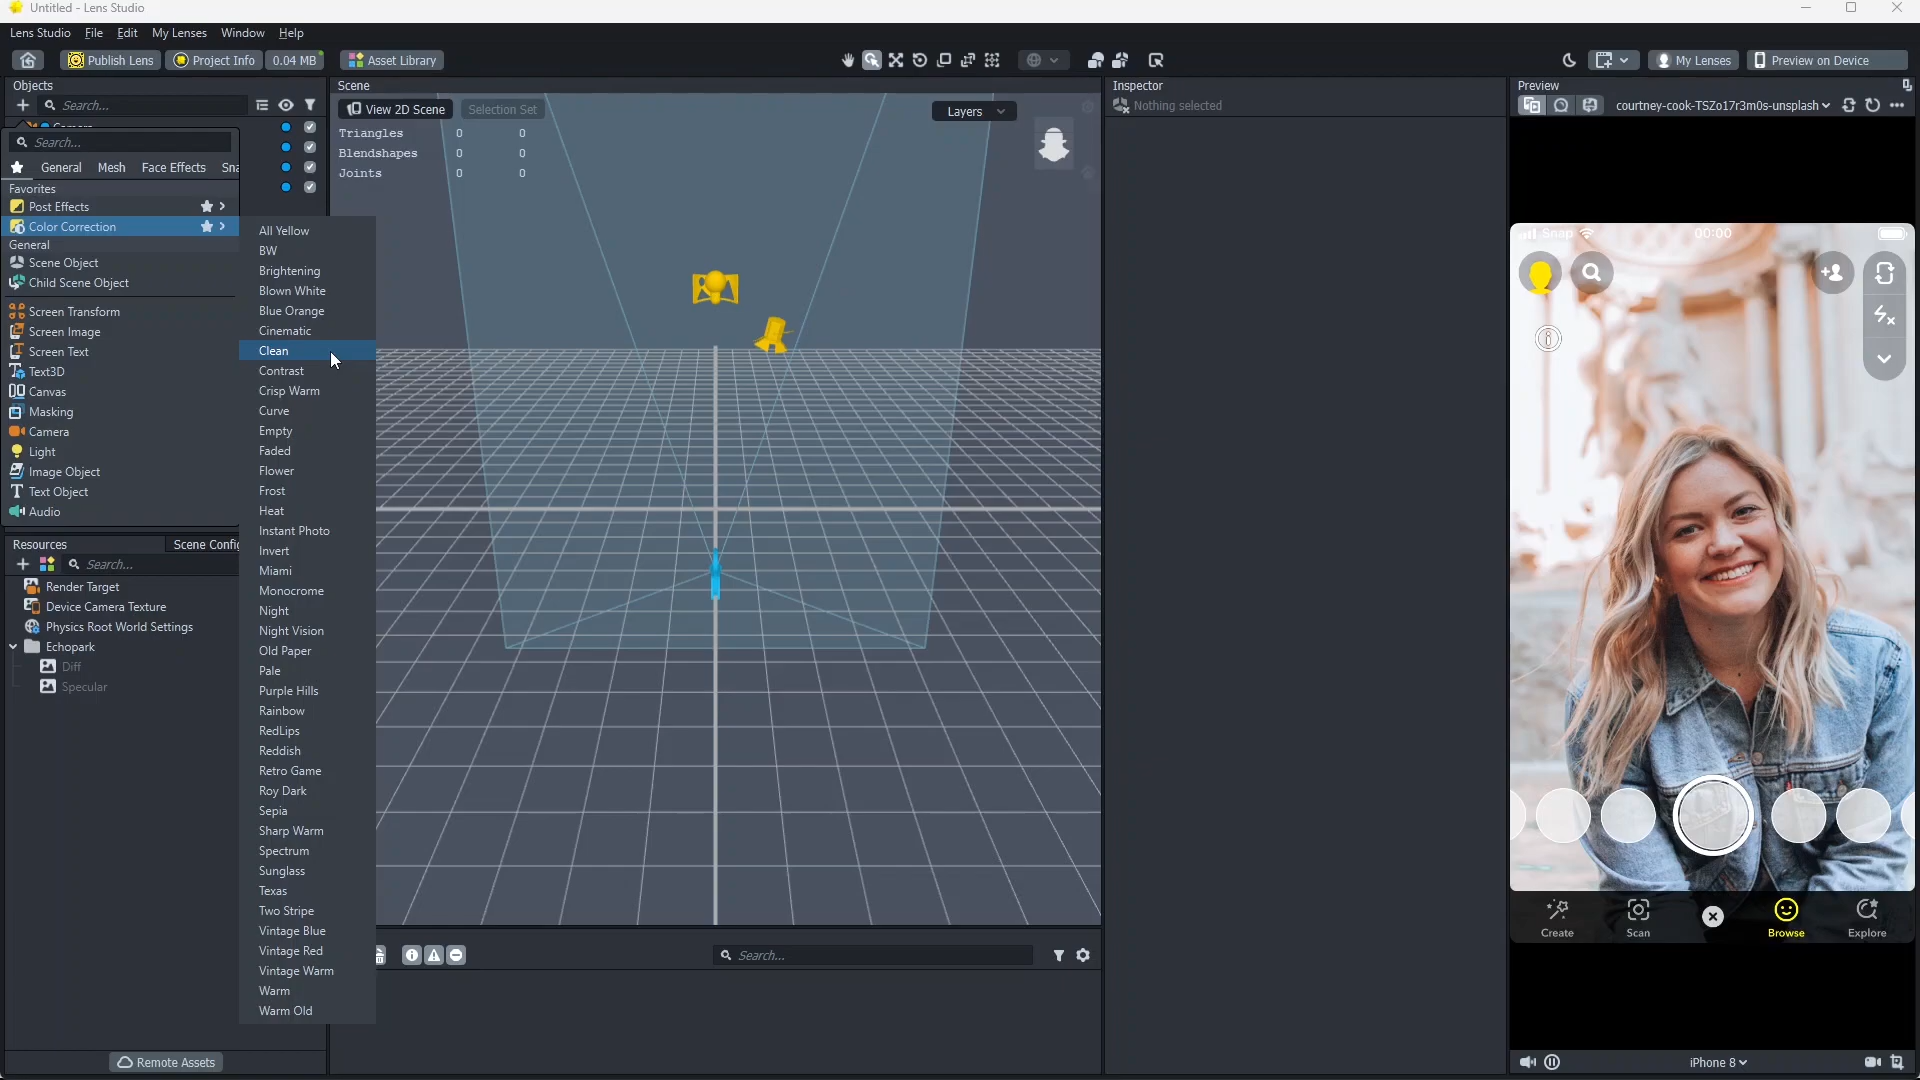 Untitled - Lens Studio
Lens Studio File Edit My Lenses Window Help
Publish Lens Project Info 0.04 MB Asset Library My Lenses Preview on Device
Objects
Search...
Search...
General Mesh Face Effects Sna
Favorites
Post Effects
Color Correction
General
Scene Object
Child Scene Object
Screen Transform
Screen Image
Screen Text
Text3D
Canvas
Masking
Camera
Light
Image Object
Text Object
Audio
All Yellow
BW
Brightening
Blown White
Blue Orange
Cinematic
Clean
Contrast
Crisp Warm
Curve
Empty
Faded
Flower
Frost
Heat
Instant Photo
Invert
Miami
Monocrome
Night
Night Vision
Old Paper
Pale
Purple Hills
Rainbow
RedLips
Reddish
Retro Game
Roy Dark
Sepia
Sharp Warm
Spectrum
Sunglass
Texas
Two Stripe
Vintage Blue
Vintage Red
Vintage Warm
Warm
Warm Old
Resources Scene Config
Search...
Render Target
Device Camera Texture
Physics Root World Settings
Echopark
Diff
Specular
Remote Assets
Scene
View 2D Scene Selection Set
Layers
Triangles 0 0
Blendshapes 0 0
Joints 0 0
Search...
Inspector
Nothing selected
Preview
courtney-cook-TSZo17r3m0s-unsplash
Snap 00:00
Create Scan Browse Explore
iPhone 8